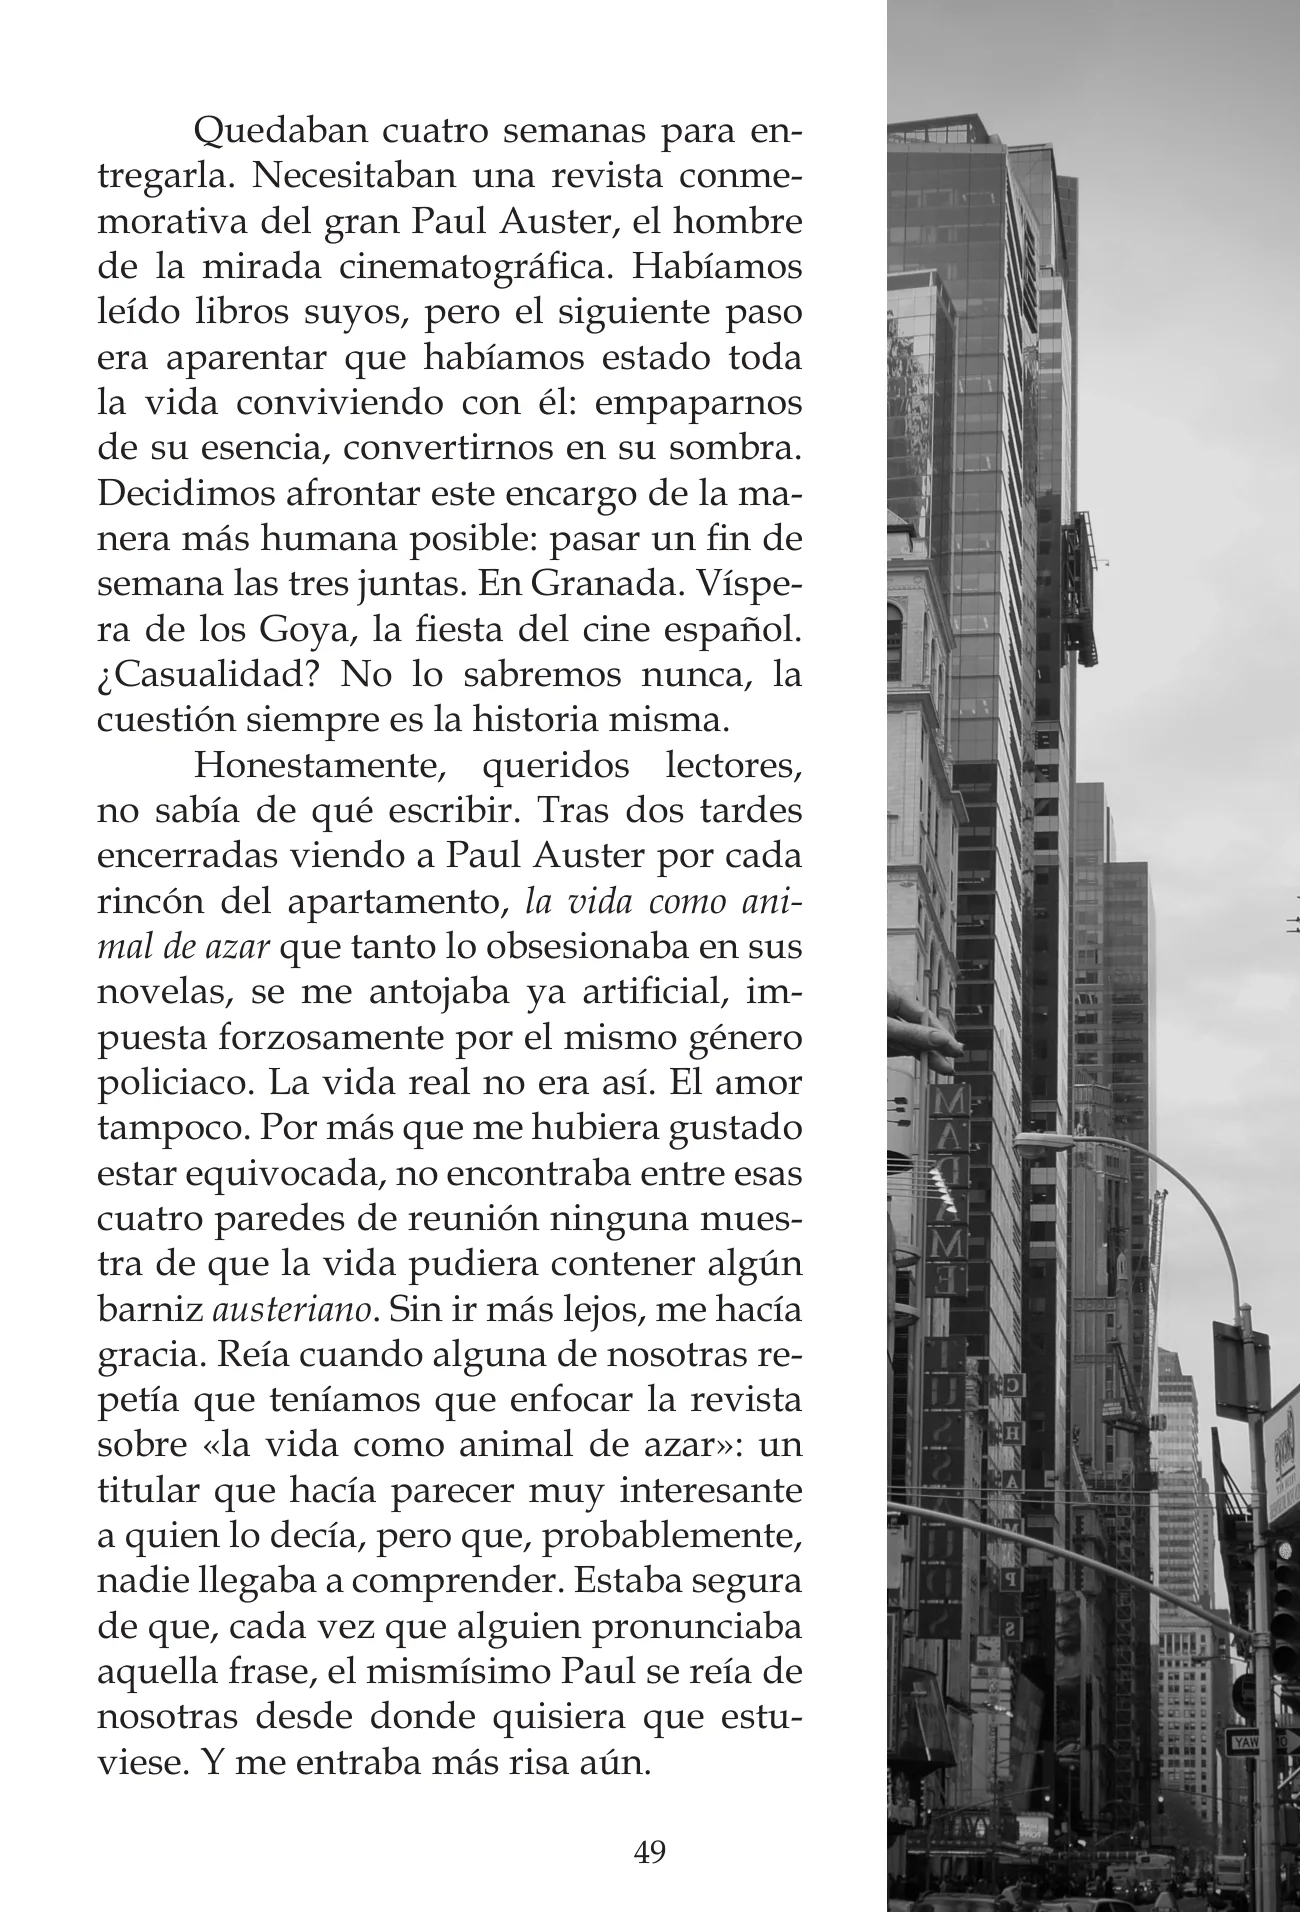 Quedaban cuatro semanas para en-
tregarla. Necesitaban una revista conme-
morativa del gran Paul Auster, el hombre
de la mirada cinematográfica. Habíamos
leído libros suyos, pero el siguiente paso
era aparentar que habíamos estado toda
la vida conviviendo con él: empaparnos
de su esencia, convertirnos en su sombra.
Decidimos afrontar este encargo de la ma-
nera más humana posible: pasar un fin de
semana las tres juntas. En Granada. Víspe-
ra de los Goya, la fiesta del cine español.
¿Casualidad? No lo sabremos nunca, la
cuestión siempre es la historia misma.
Honestamente, queridos lectores,
no sabía de qué escribir. Tras dos tardes
encerradas viendo a Paul Auster por cada
rincón del apartamento, la vida como ani-
mal de azar que tanto lo obsesionaba en sus
novelas, se me antojaba ya artificial, im-
puesta forzosamente por el mismo género
policiaco. La vida real no era así. El amor
tampoco. Por más que me hubiera gustado
estar equivocada, no encontraba entre esas
cuatro paredes de reunión ninguna mues-
tra de que la vida pudiera contener algún
barniz austeriano. Sin ir más lejos, me hacía
gracia. Reía cuando alguna de nosotras re-
petía que teníamos que enfocar la revista
sobre «la vida como animal de azar»: un
titular que hacía parecer muy interesante
a quien lo decía, pero que, probablemente,
nadie llegaba a comprender. Estaba segura
de que, cada vez que alguien pronunciaba
aquella frase, el mismísimo Paul se reía de
nosotras desde donde quisiera que estu-
viese. Y me entraba más risa aún.
49
MADAME
TUSSAUDS
CHAMPS